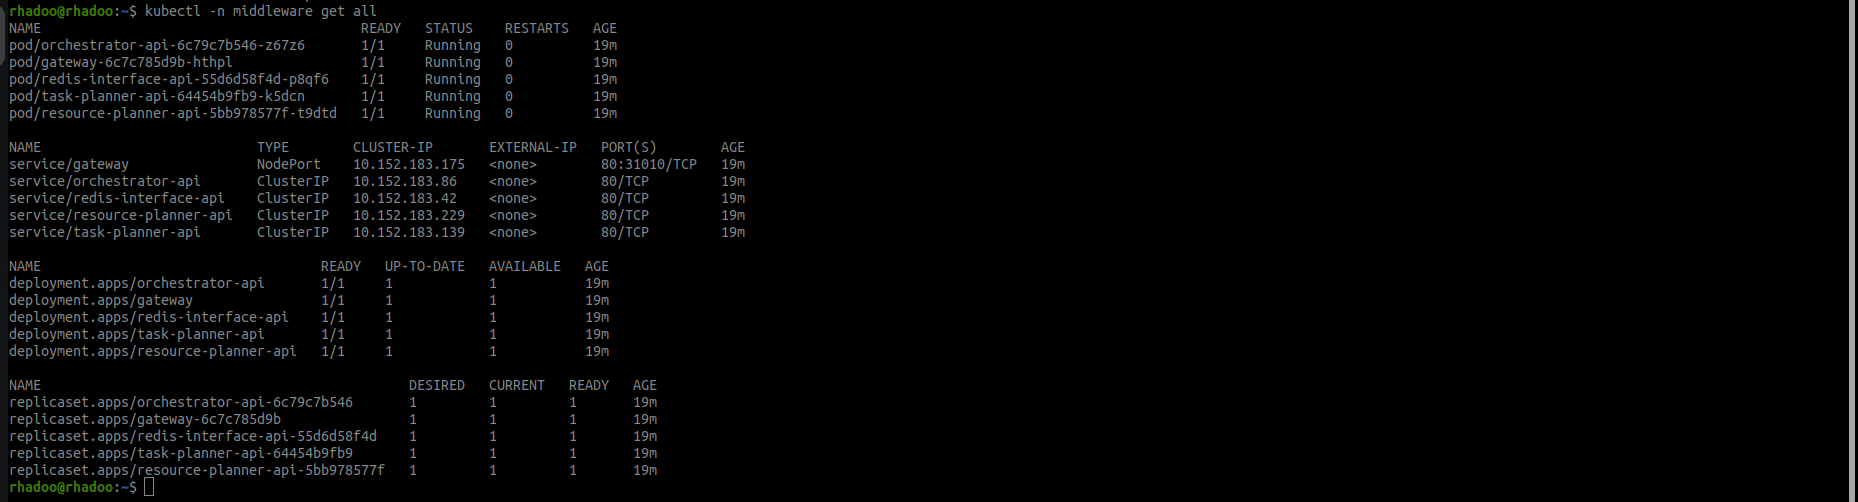 rhadoo@rhadoo:~$ kubectl -n middleware get all
NAME READY STATUS RESTARTS AGE
pod/orchestrator-api-6c79c7b546-z67z6 1/1 Running 0 19m
pod/gateway-6c7c785d9b-hthpl 1/1 Running 0 19m
pod/redis-interface-api-55d6d58f4d-p8qf6 1/1 Running 0 19m
pod/task-planner-api-64454b9fb9-k5dcn 1/1 Running 0 19m
pod/resource-planner-api-5bb978577f-t9dtd 1/1 Running 0 19m
NAME TYPE CLUSTER-IP EXTERNAL-IP PORT(S) AGE
service/gateway NodePort 10.152.183.175 <none> 80:31010/TCP 19m
service/orchestrator-api ClusterIP 10.152.183.86 <none> 80/TCP 19m
service/redis-interface-api ClusterIP 10.152.183.42 <none> 80/TCP 19m
service/resource-planner-api ClusterIP 10.152.183.229 <none> 80/TCP 19m
service/task-planner-api ClusterIP 10.152.183.139 <none> 80/TCP 19m
NAME READY UP-TO-DATE AVAILABLE AGE
deployment.apps/orchestrator-api 1/1 1 1 19m
deployment.apps/gateway 1/1 1 1 19m
deployment.apps/redis-interface-api 1/1 1 1 19m
deployment.apps/task-planner-api 1/1 1 1 19m
deployment.apps/resource-planner-api 1/1 1 1 19m
NAME DESIRED CURRENT READY AGE
replicaset.apps/orchestrator-api-6c79c7b546 1 1 1 19m
replicaset.apps/gateway-6c7c785d9b 1 1 1 19m
replicaset.apps/redis-interface-api-55d6d58f4d 1 1 1 19m
replicaset.apps/task-planner-api-64454b9fb9 1 1 1 19m
replicaset.apps/resource-planner-api-5bb978577f 1 1 1 19m
rhadoo@rhadoo:~$